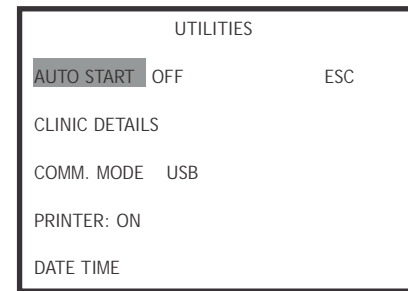 UTILITIES
AUTO START OFF ESC
CLINIC DETAILS
COMM. MODE USB
PRINTER: ON
DATE TIME